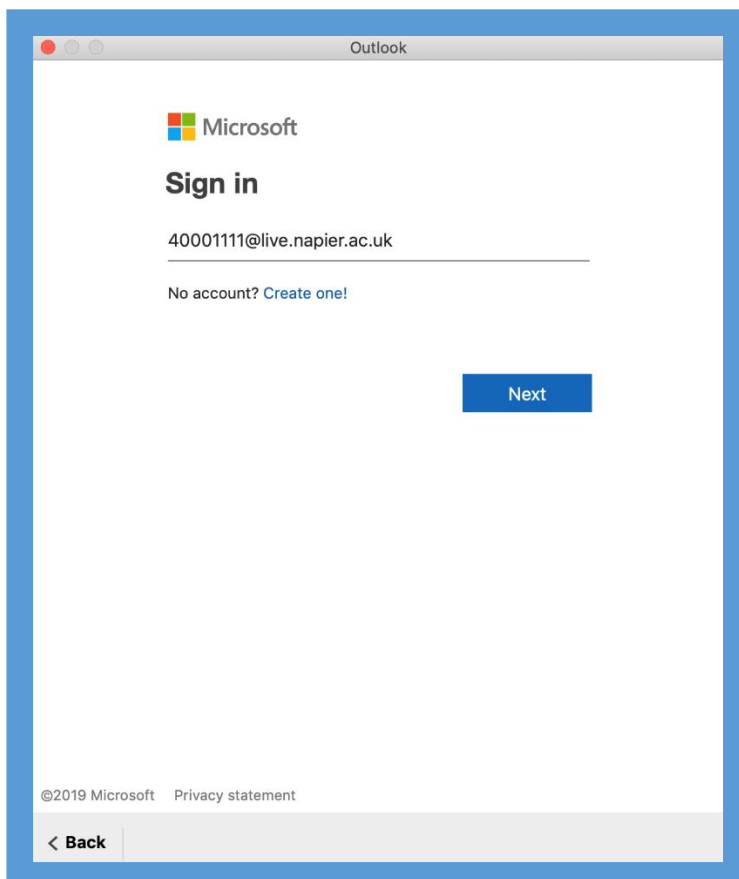 Outlook
Microsoft
Sign in
40001111@live.napier.ac.uk
No account? Create one!
Next
©2019 Microsoft Privacy statement
< Back